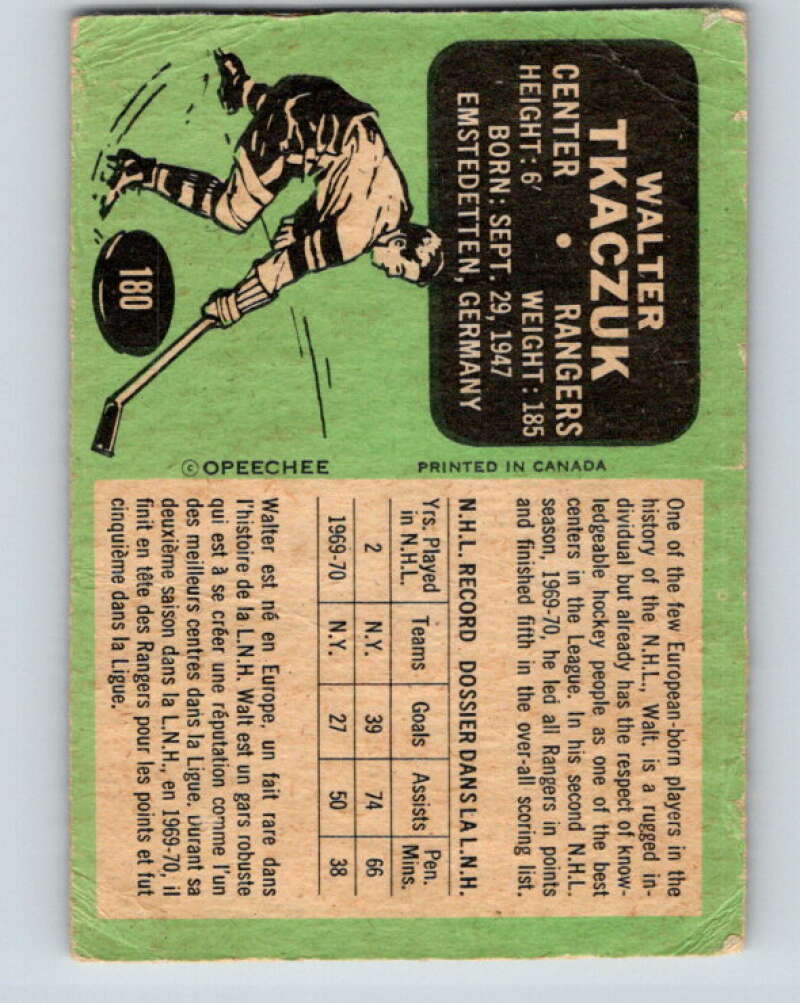 WALTER
TKACZUK
CENTER • RANGERS
HEIGHT: 6' WEIGHT: 185
BORN: SEPT. 29, 1947
EMSTEDETTEN, GERMANY
180
© OPEECHEE
PRINTED IN CANADA
One of the few European-born players in the
history of the N.H.L., Walt. is a rugged in-
dividual but already has the respect of know-
ledgeable hockey people as one of the best
centers in the League. In his second N.H.L.
season, 1969-70, he led all Rangers in points
and finished fifth in the over-all scoring list.
N.H.L. RECORD DOSSIER DANS LA L.N.H.
Yrs. Played in N.H.L. Teams Goals Assists Pen. Mins.
2 N.Y. 39 74 66
1969-70 N.Y. 27 50 38
Walter est né en Europe, un fait rare dans
l'histoire de la L.N.H. Walt est un gars robuste
qui est à se créer une réputation comme l'un
des meilleurs centres dans la Ligue. Durant sa
deuxième saison dans la L.N.H., en 1969-70, il
finit en tête des Rangers pour les points et fut
cinquième dans la Ligue.